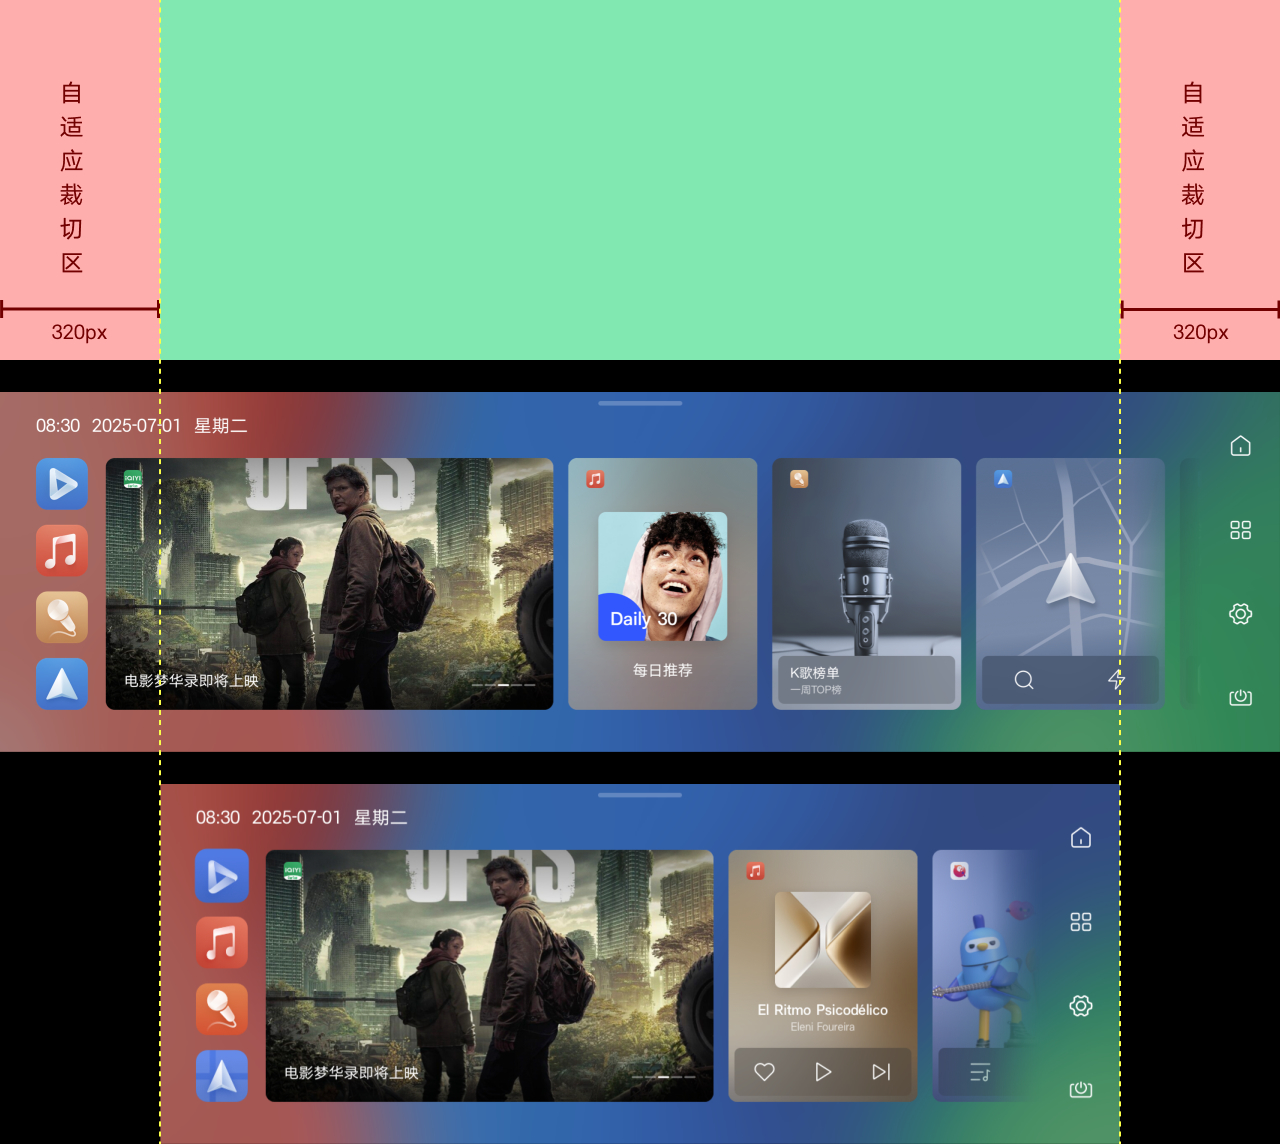 自适应裁切区
320px
自适应裁切区
320px
08:30 2025-07-01 星期二
iQIYI
电影梦华录即将上映
Daily 30
每日推荐
K歌榜单
一周TOP榜
08:30 2025-07-01 星期二
iQIYI
电影梦华录即将上映
El Ritmo Psicodélico
Eleni Foureira